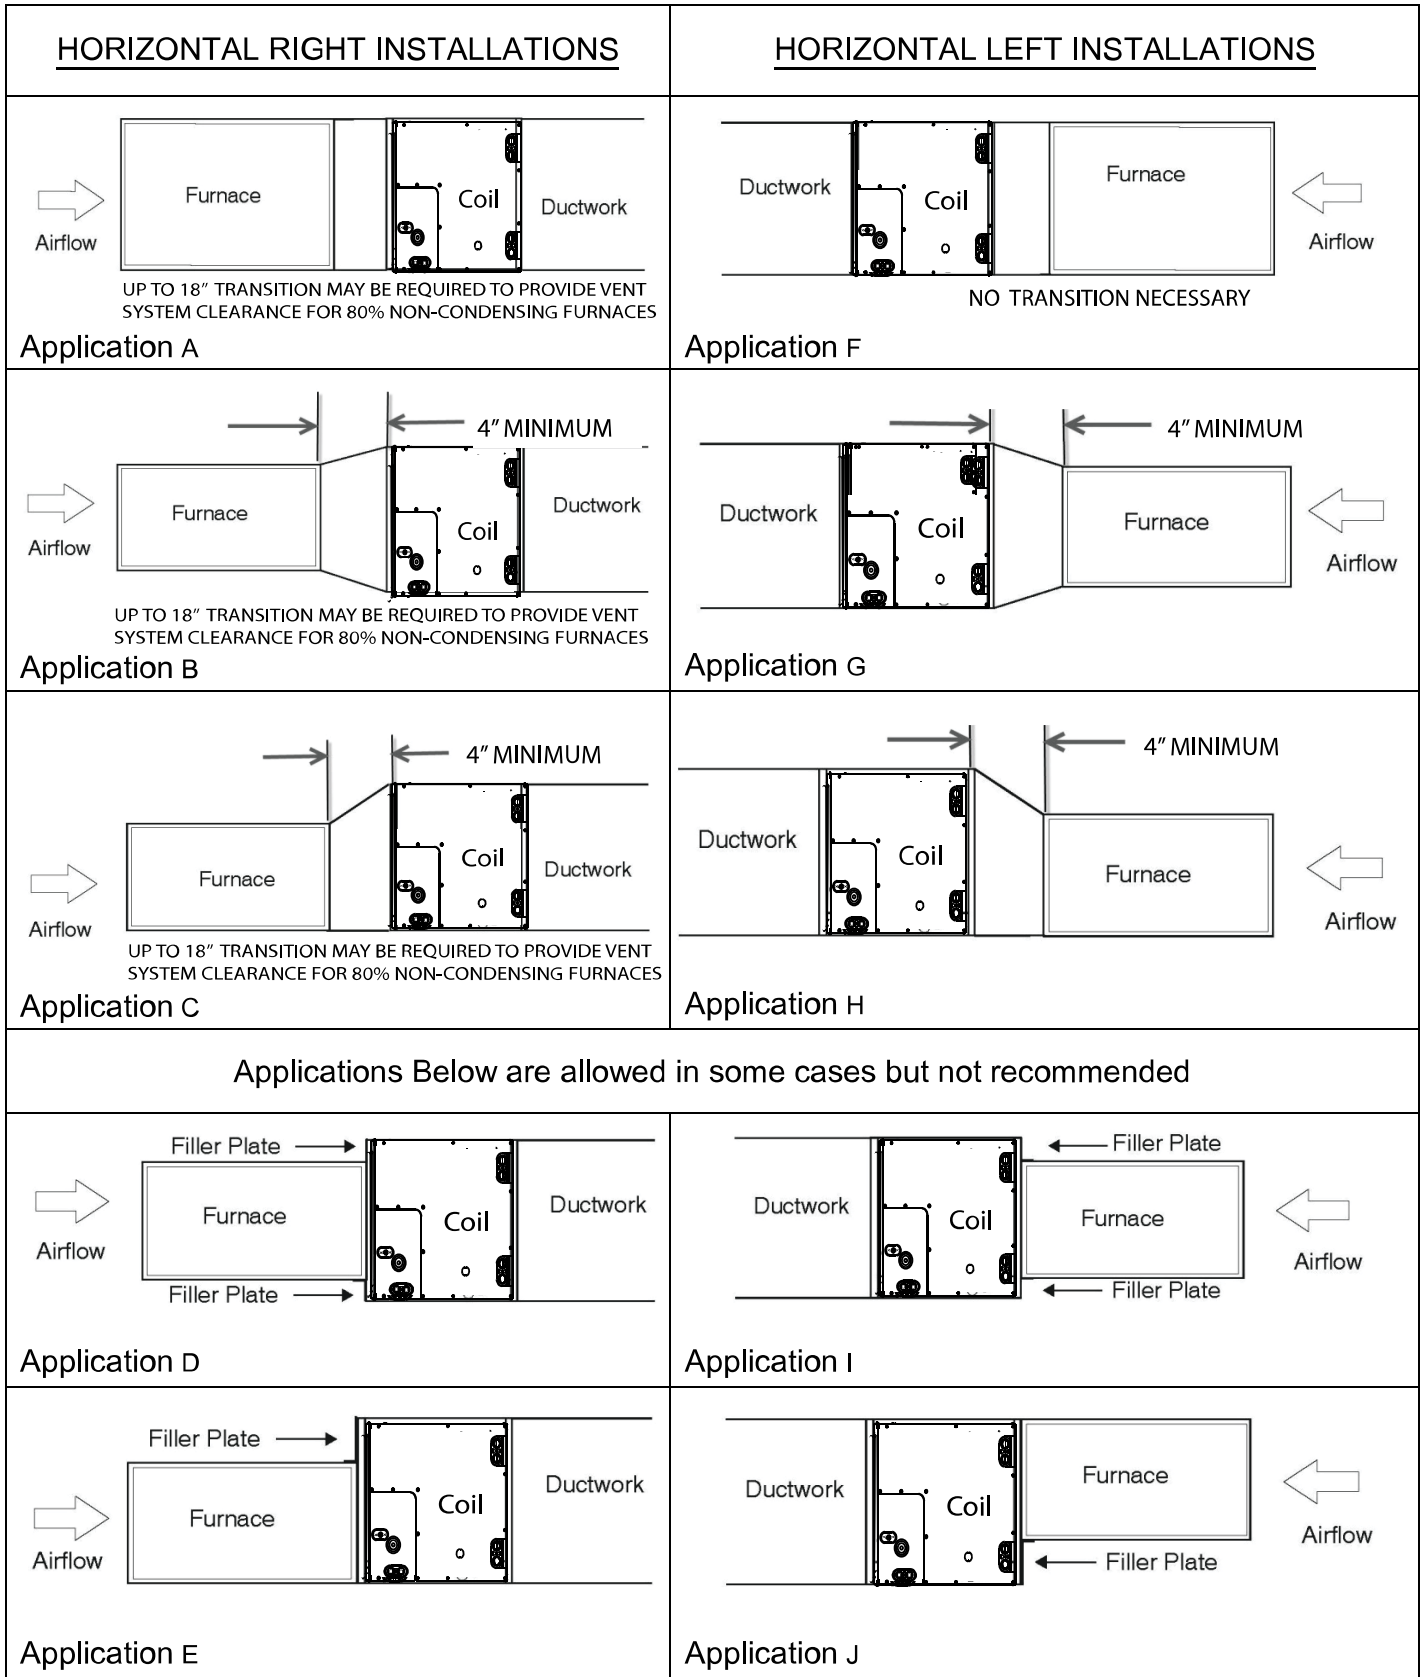 HORIZONTAL RIGHT INSTALLATIONS
HORIZONTAL LEFT INSTALLATIONS
Furnace
Coil
Ductwork
Airflow
UP TO 18" TRANSITION MAY BE REQUIRED TO PROVIDE VENT
SYSTEM CLEARANCE FOR 80% NON-CONDENSING FURNACES
Application A
Ductwork
Coil
Furnace
Airflow
NO TRANSITION NECESSARY
Application F
4" MINIMUM
Furnace
Coil
Ductwork
Airflow
UP TO 18" TRANSITION MAY BE REQUIRED TO PROVIDE VENT
SYSTEM CLEARANCE FOR 80% NON-CONDENSING FURNACES
Application B
4" MINIMUM
Ductwork
Coil
Furnace
Airflow
Application G
4" MINIMUM
Furnace
Coil
Ductwork
Airflow
UP TO 18" TRANSITION MAY BE REQUIRED TO PROVIDE VENT
SYSTEM CLEARANCE FOR 80% NON-CONDENSING FURNACES
Application C
4" MINIMUM
Ductwork
Coil
Furnace
Airflow
Application H
Applications Below are allowed in some cases but not recommended
Filler Plate
Furnace
Coil
Ductwork
Airflow
Filler Plate
Application D
Filler Plate
Ductwork
Coil
Furnace
Airflow
Filler Plate
Application I
Filler Plate
Furnace
Coil
Ductwork
Airflow
Application E
Ductwork
Coil
Furnace
Airflow
Filler Plate
Application J